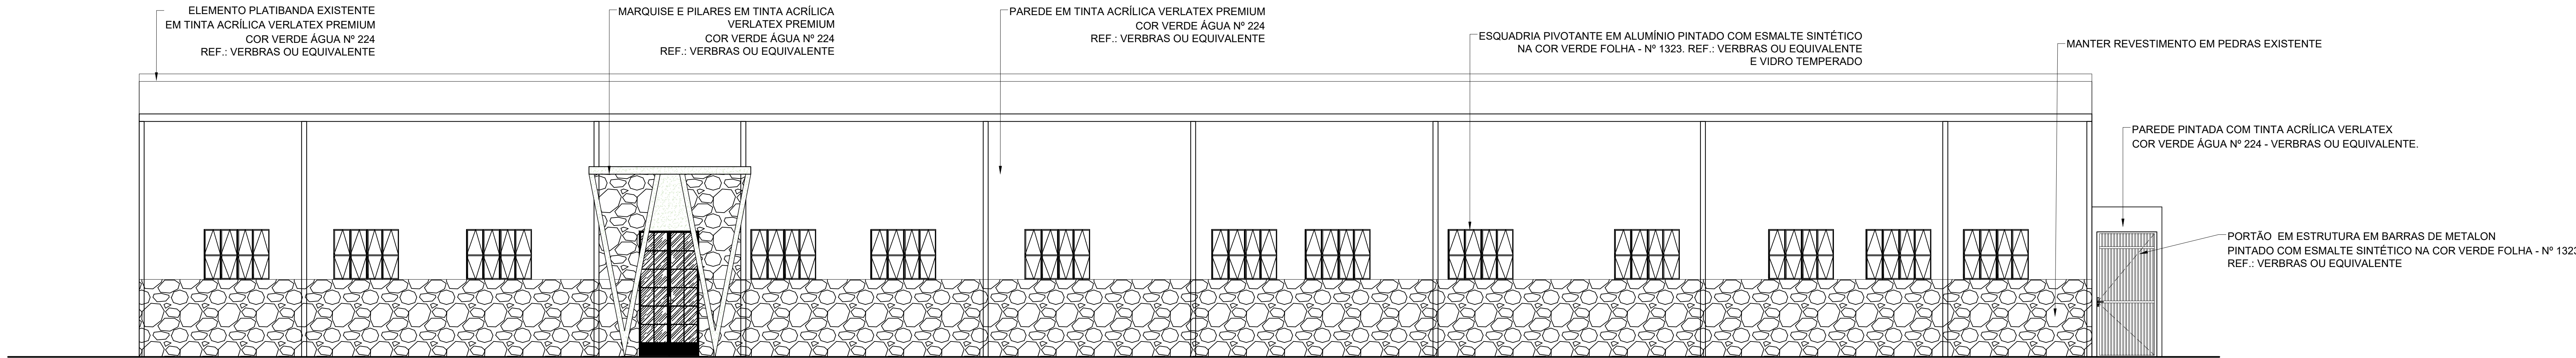 ELEMENTO PLATIBANDA EXISTENTE
EM TINTA ACRÍLICA VERLATEX PREMIUM
COR VERDE ÁGUA Nº 224
REF.: VERBRAS OU EQUIVALENTE
MARQUISE E PILARES EM TINTA ACRÍLICA
VERLATEX PREMIUM
COR VERDE ÁGUA Nº 224
REF.: VERBRAS OU EQUIVALENTE
PAREDE EM TINTA ACRÍLICA VERLATEX PREMIUM
COR VERDE ÁGUA Nº 224
REF.: VERBRAS OU EQUIVALENTE
ESQUADRIA PIVOTANTE EM ALUMÍNIO PINTADO COM ESMALTE SINTÉTICO
NA COR VERDE FOLHA - Nº 1323. REF.: VERBRAS OU EQUIVALENTE
E VIDRO TEMPERADO
MANTER REVESTIMENTO EM PEDRAS EXISTENTE
PAREDE PINTADA COM TINTA ACRÍLICA VERLATEX
COR VERDE ÁGUA Nº 224 - VERBRAS OU EQUIVALENTE.
PORTÃO EM ESTRUTURA EM BARRAS DE METALON
PINTADO COM ESMALTE SINTÉTICO NA COR VERDE FOLHA - Nº 1323
REF.: VERBRAS OU EQUIVALENTE